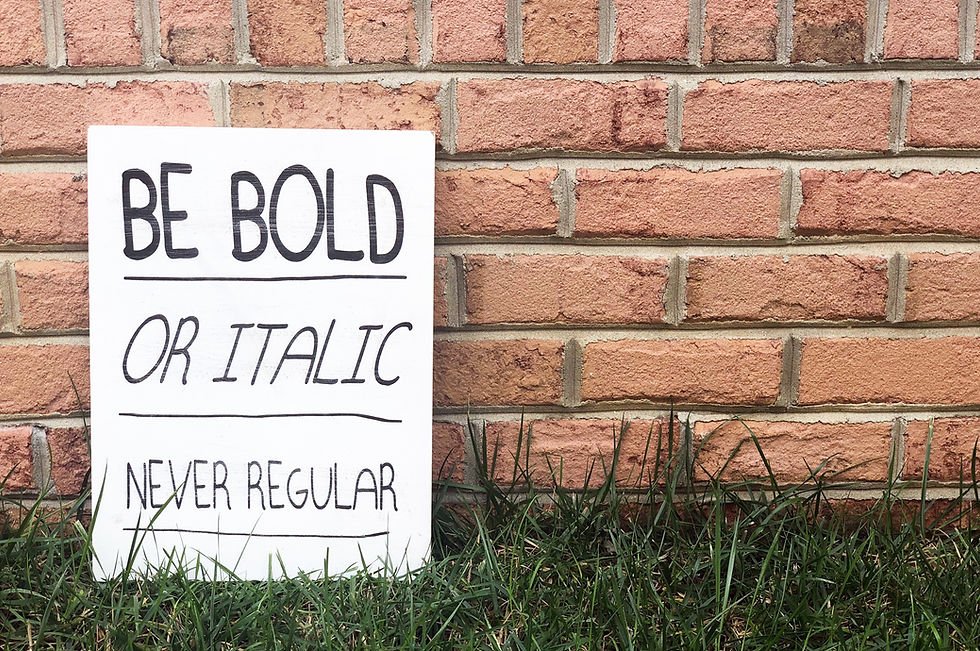 BE BOLD
OR ITALIC
NEVER REGULAR